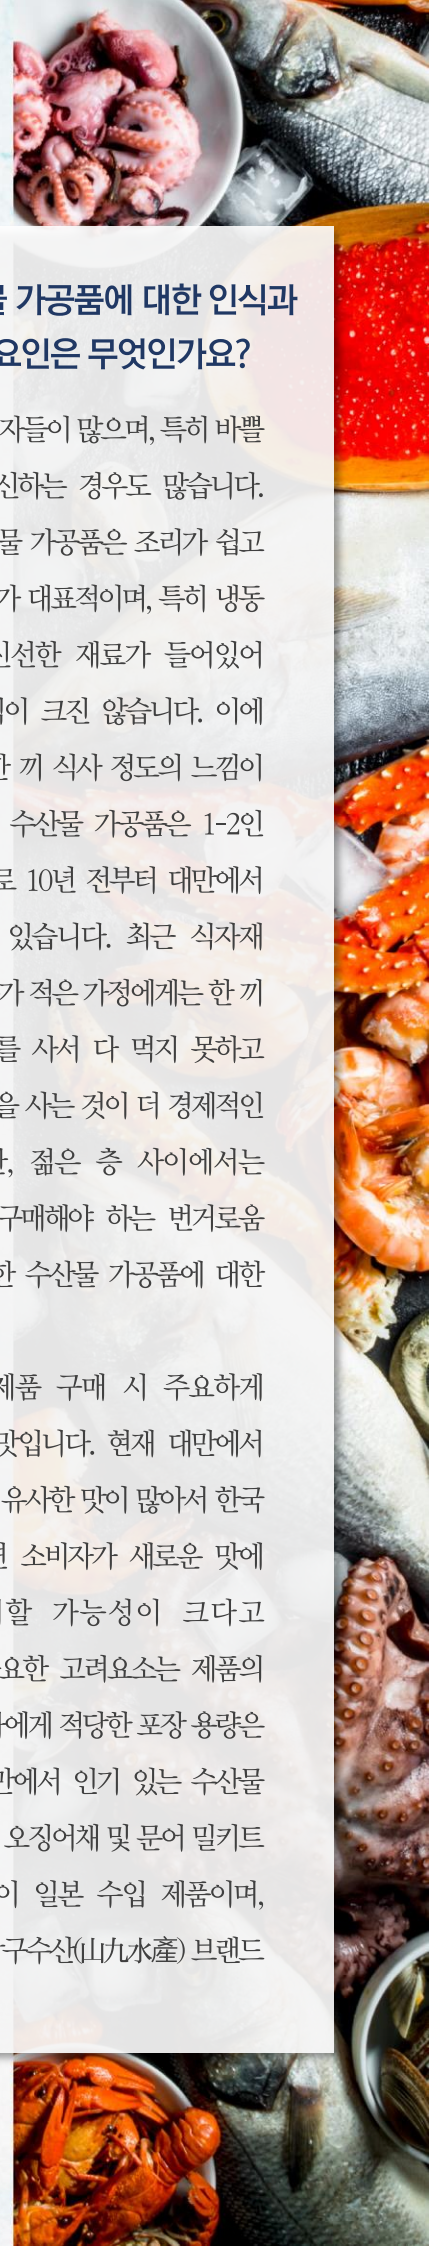 가공품에 대한 인식과
요인은 무엇인가요?
자들이 많으며, 특히 바쁠
신하는 경우도 많습니다.
물 가공품은 조리가 쉽고
가 대표적이며, 특히 냉동
신선한 재료가 들어있어
이 크진 않습니다. 이에
끼 식사 정도의 느낌이
수산물 가공품은 1-2인
로 10년 전부터 대만에서
있습니다. 최근 식자재
가 적은 가정에게는 한 끼
를 사서 다 먹지 못하고
을 사는 것이 더 경제적인
젊은 층 사이에서는
구매해야 하는 번거로움
한 수산물 가공품에 대한
제품 구매 시 주요하게
맛입니다. 현재 대만에서
유사한 맛이 많아서 한국
소비자가 새로운 맛에
할 가능성이 크다고
요한 고려요소는 제품의
에게 적당한 포장 용량은
만에서 인기 있는 수산물
오징어채 및 문어 밀키트
이 일본 수입 제품이며,
구수산(山九水產) 브랜드